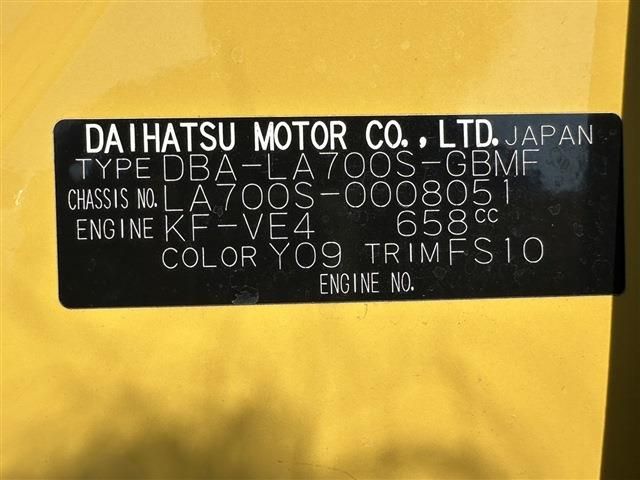 DAIHATSU MOTOR CO., LTD. JAPAN
TYPE DBA-LA700S-GBMF
CHASSIS NO. LA700S-0008051
ENGINE KF-VE4 658cc
COLOR Y09 TRIM FS10
ENGINE NO.